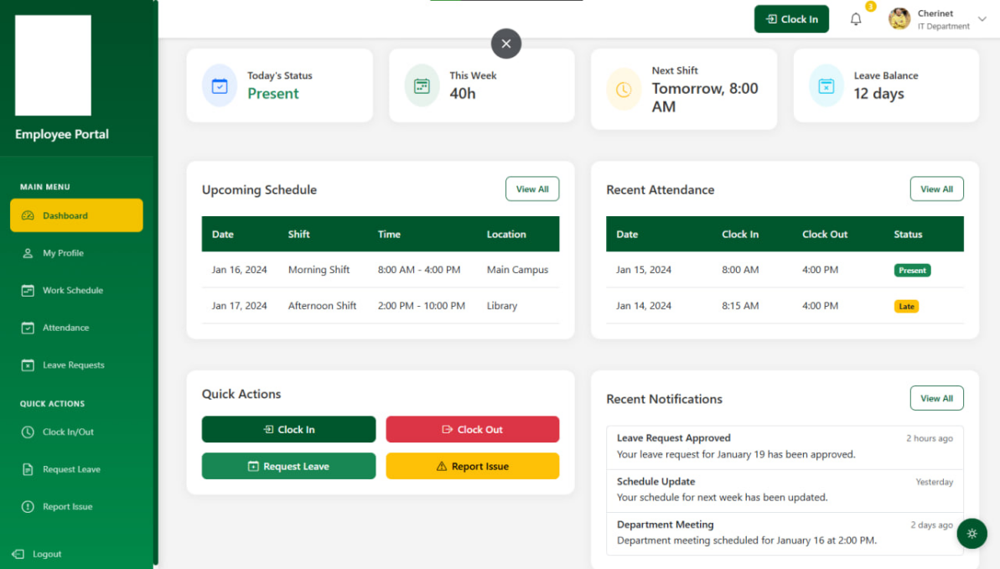 Employee Portal
MAIN MENU
Dashboard
My Profile
Work Schedule
Attendance
Leave Requests
QUICK ACTIONS
Clock In/Out
Request Leave
Report Issue
Logout
Clock In
3
Cherinet
IT Department
Today's Status
Present
This Week
40h
Next Shift
Tomorrow, 8:00
AM
Leave Balance
12 days
Upcoming Schedule
View All
Date Shift Time Location
Jan 16, 2024 Morning Shift 8:00 AM - 4:00 PM Main Campus
Jan 17, 2024 Afternoon Shift 2:00 PM - 10:00 PM Library
Recent Attendance
View All
Date Clock In Clock Out Status
Jan 15, 2024 8:00 AM 4:00 PM Present
Jan 14, 2024 8:15 AM 4:00 PM Late
Quick Actions
Clock In
Clock Out
Request Leave
Report Issue
Recent Notifications
View All
Leave Request Approved 2 hours ago
Your leave request for January 19 has been approved.
Schedule Update Yesterday
Your schedule for next week has been updated.
Department Meeting 2 days ago
Department meeting scheduled for January 16 at 2:00 PM.